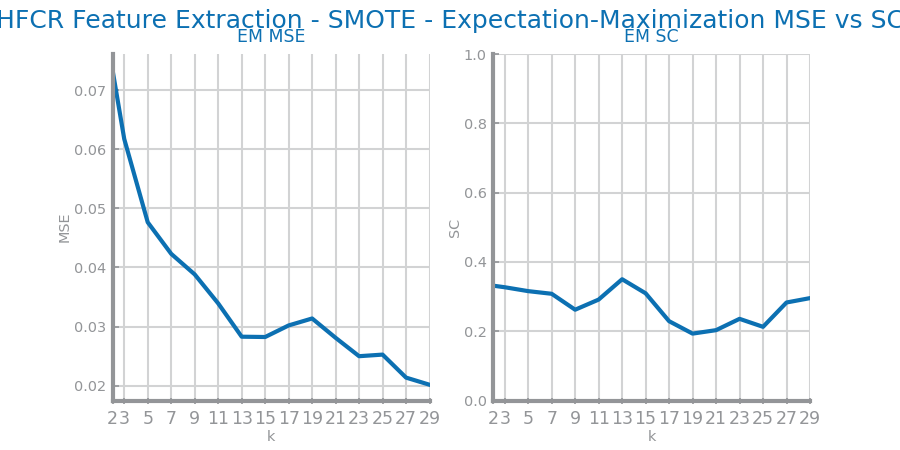 HFCR Feature Extraction - SMOTE - Expectation-Maximization MSE vs SC
EM MSE
0.07
0.06
0.05
0.04
0.03
0.02
MSE
2 3 5 7 9 11 13 15 17 19 21 23 25 27 29
k
EM SC
1.0
0.8
0.6
0.4
0.2
0.0
SC
2 3 5 7 9 11 13 15 17 19 21 23 25 27 29
k